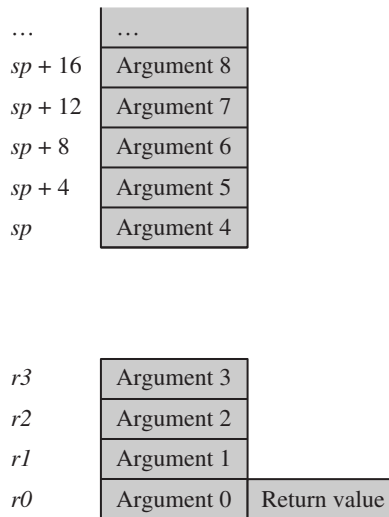 … …
sp + 16 Argument 8
sp + 12 Argument 7
sp + 8 Argument 6
sp + 4 Argument 5
sp Argument 4
r3 Argument 3
r2 Argument 2
r1 Argument 1
r0 Argument 0 Return value